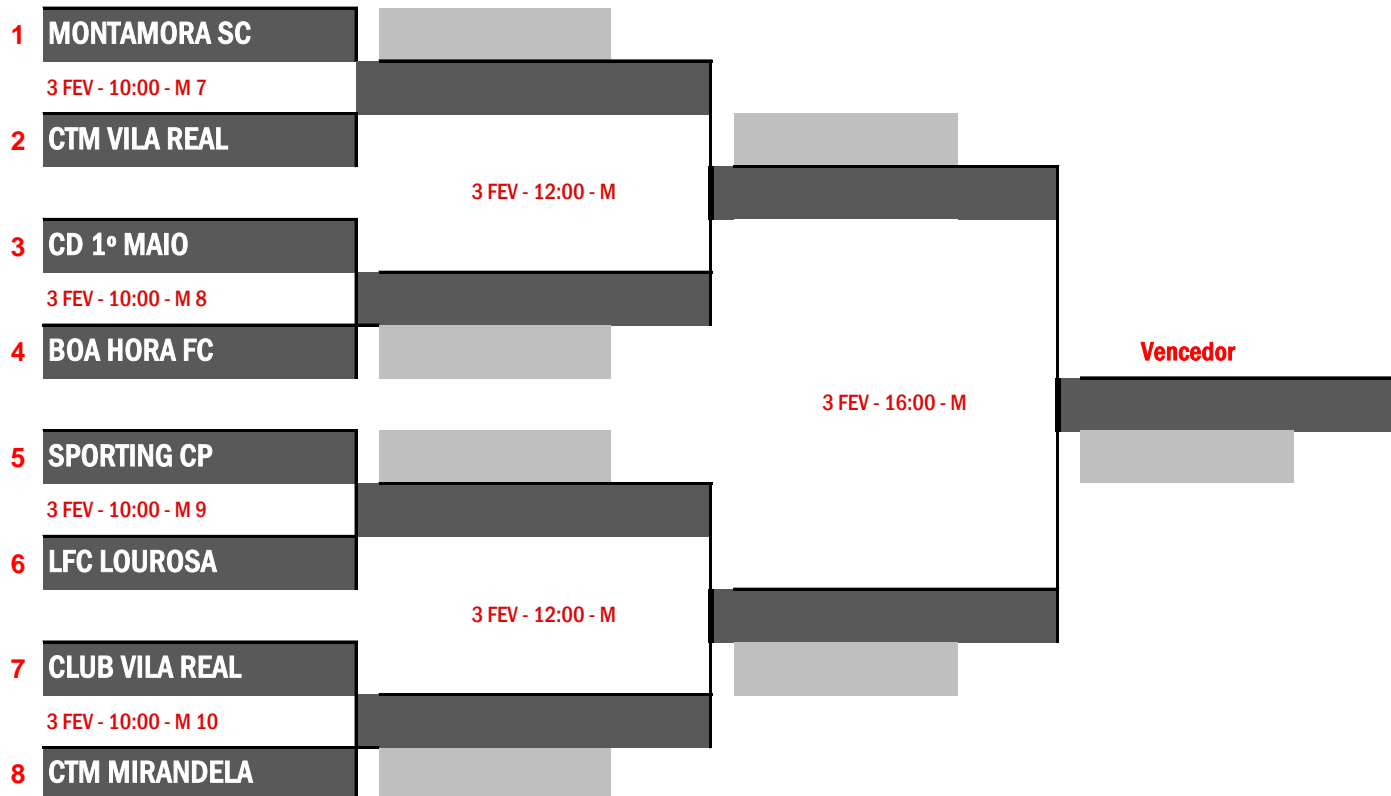 1 MONTAMORA SC
3 FEV - 10:00 - M 7
2 CTM VILA REAL
3 FEV - 12:00 - M
3 CD 1º MAIO
3 FEV - 10:00 - M 8
4 BOA HORA FC
Vencedor
3 FEV - 16:00 - M
5 SPORTING CP
3 FEV - 10:00 - M 9
6 LFC LOUROSA
3 FEV - 12:00 - M
7 CLUB VILA REAL
3 FEV - 10:00 - M 10
8 CTM MIRANDELA